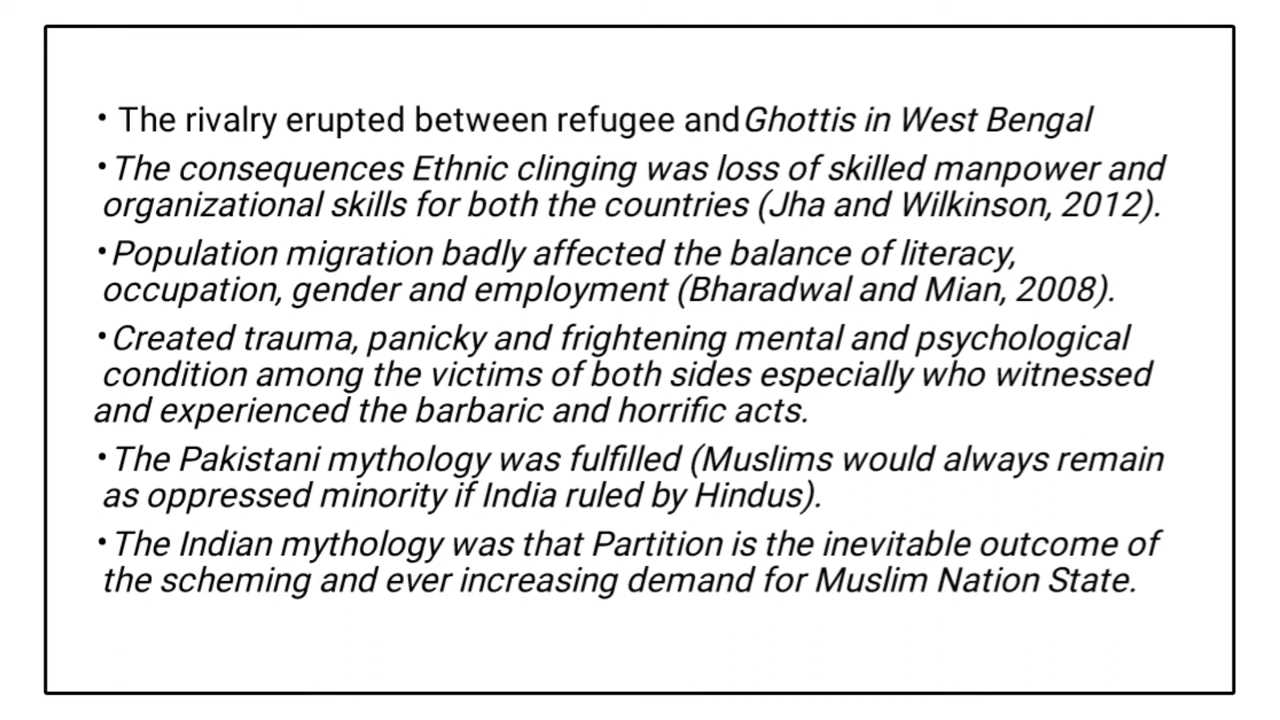 • The rivalry erupted between refugee and Ghottis in West Bengal
• The consequences Ethnic clinging was loss of skilled manpower and
organizational skills for both the countries (Jha and Wilkinson, 2012).
• Population migration badly affected the balance of literacy,
occupation, gender and employment (Bharadwal and Mian, 2008).
• Created trauma, panicky and frightening mental and psychological
condition among the victims of both sides especially who witnessed
and experienced the barbaric and horrific acts.
• The Pakistani mythology was fulfilled (Muslims would always remain
as oppressed minority if India ruled by Hindus).
• The Indian mythology was that Partition is the inevitable outcome of
the scheming and ever increasing demand for Muslim Nation State.